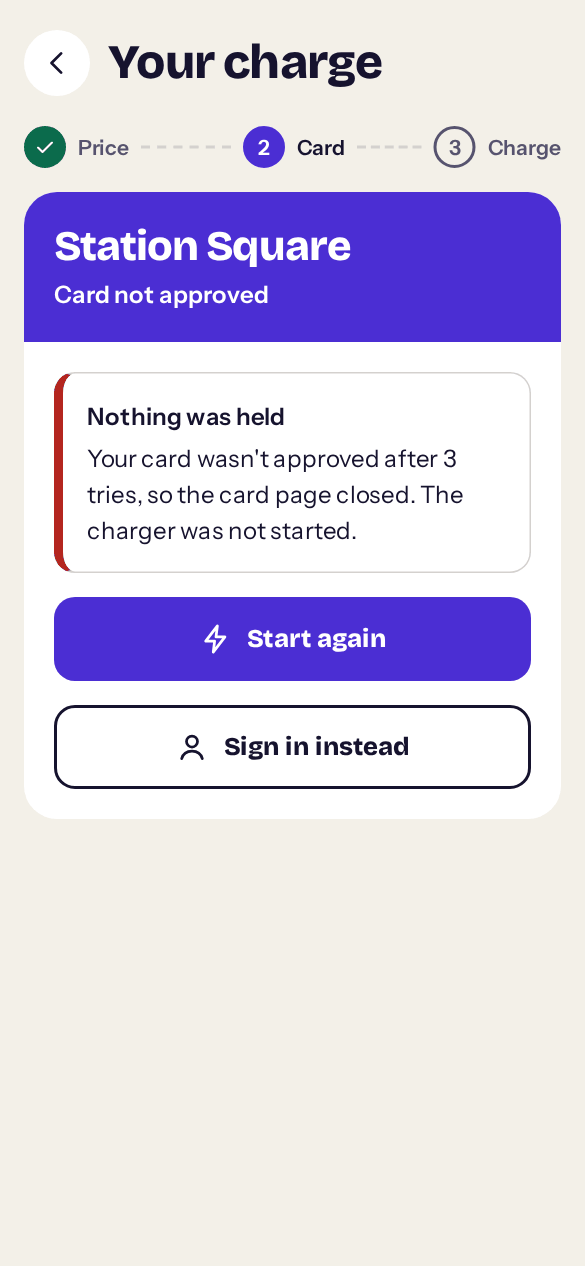 Your charge
Price
2 Card
3 Charge
Station Square
Card not approved
Nothing was held
Your card wasn't approved after 3
tries, so the card page closed. The
charger was not started.
Start again
Sign in instead